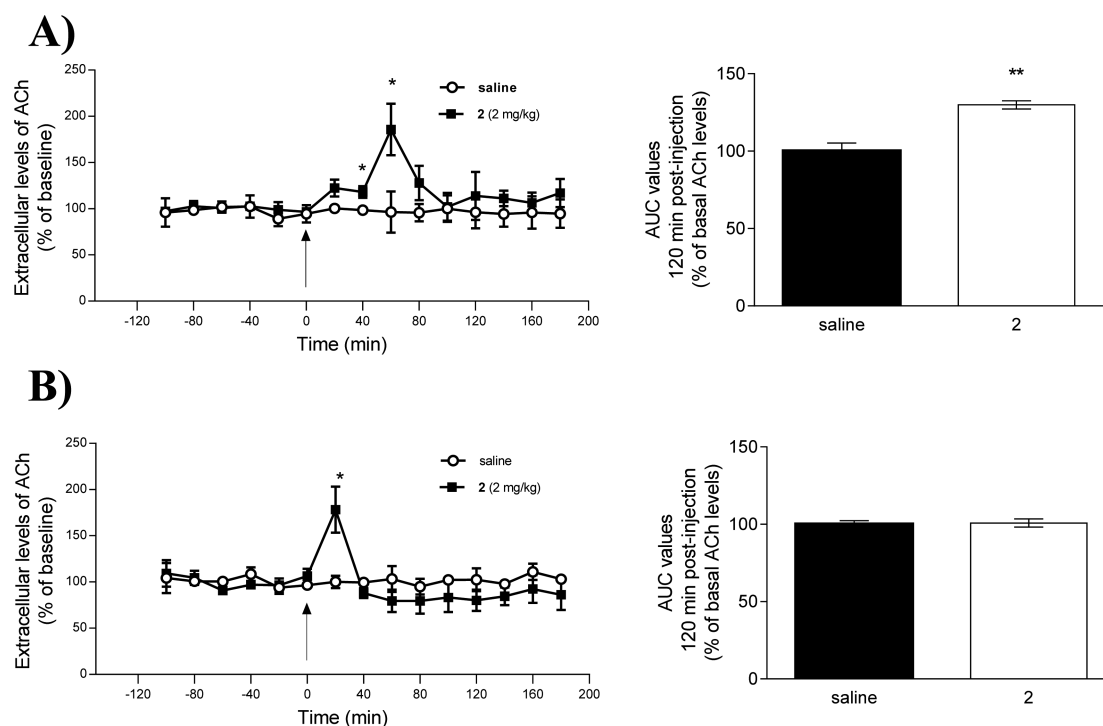 A)
Extracellular levels of ACh
(% of baseline)
250
200
150
100
50
0
*
*
saline
2 (2 mg/kg)
-120
-80
-40
0
40
80
120
160
200
Time (min)
AUC values
120 min post-injection
(% of basal ACh levels)
150
100
50
0
**
saline
2
B)
Extracellular levels of ACh
(% of baseline)
250
200
150
100
50
0
*
saline
2 (2 mg/kg)
-120
-80
-40
0
40
80
120
160
200
Time (min)
AUC values
120 min post-injection
(% of basal ACh levels)
150
100
50
0
saline
2